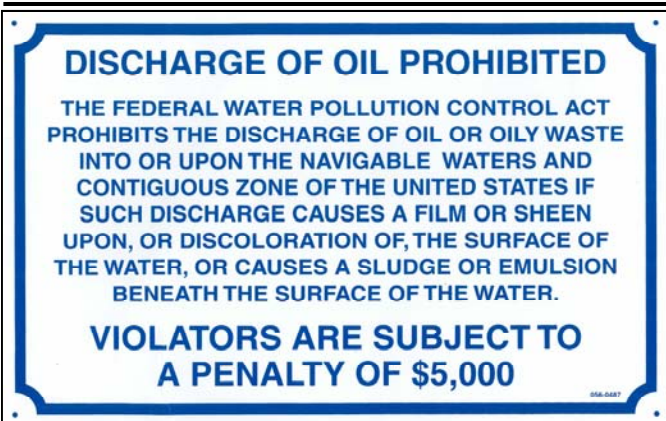 DISCHARGE OF OIL PROHIBITED
THE FEDERAL WATER POLLUTION CONTROL ACT
PROHIBITS THE DISCHARGE OF OIL OR OILY WASTE
INTO OR UPON THE NAVIGABLE WATERS AND
CONTIGUOUS ZONE OF THE UNITED STATES IF
SUCH DISCHARGE CAUSES A FILM OR SHEEN
UPON, OR DISCOLORATION OF, THE SURFACE OF
THE WATER, OR CAUSES A SLUDGE OR EMULSION
BENEATH THE SURFACE OF THE WATER.
VIOLATORS ARE SUBJECT TO
A PENALTY OF $5,000
056-0487